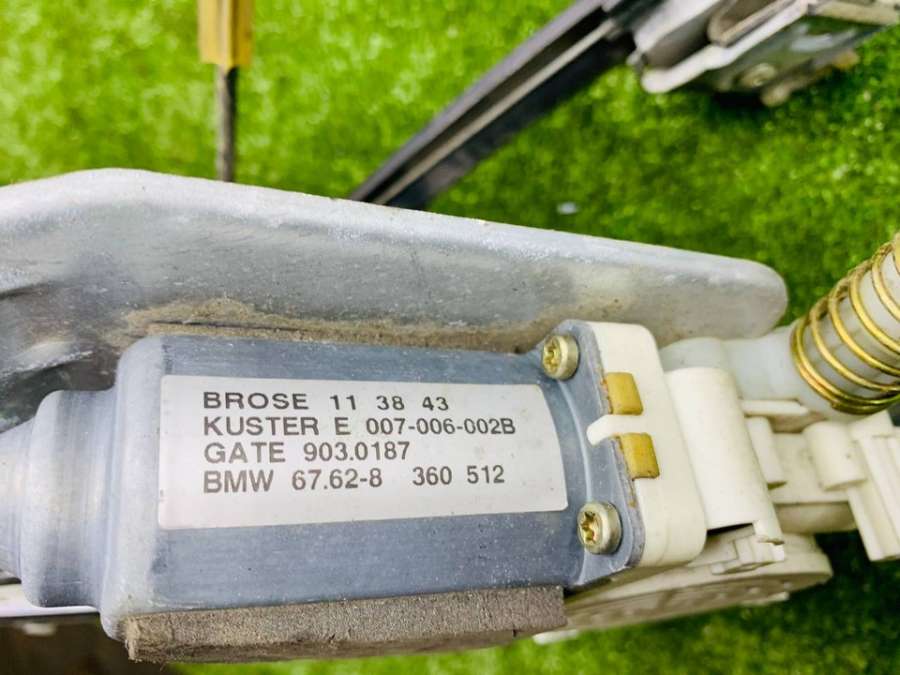 BROSE 11 38 43
KUSTER E 007-006-002B
GATE 903.0187
BMW 67.62-8 360 512